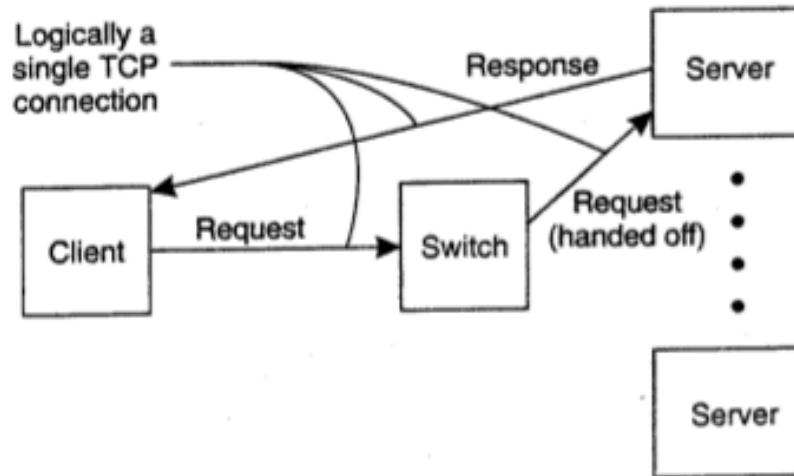 Logically a
single TCP
connection
Response
Server
Client
Request
Switch
Request
(handed off)
Server